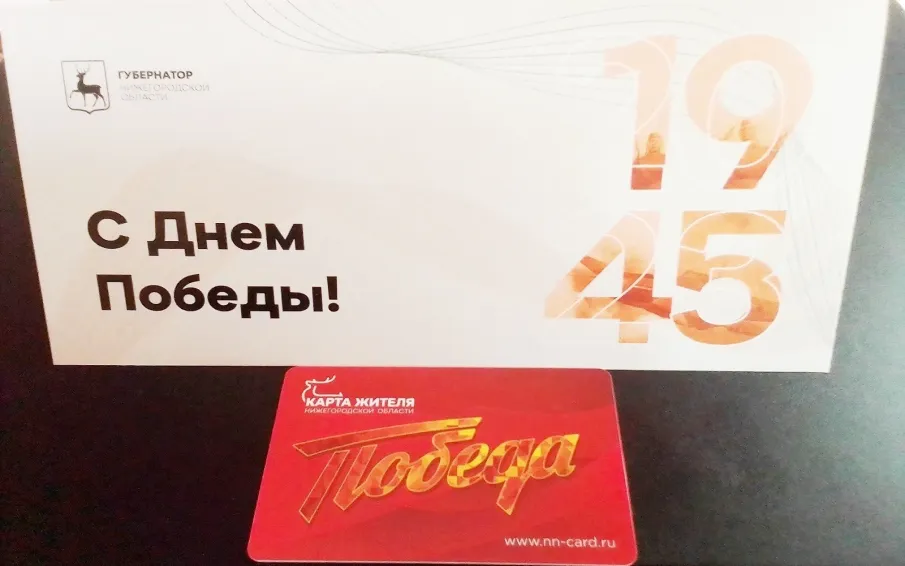 ГУБЕРНАТОР
НИЖЕГОРОДСКОЙ
ОБЛАСТИ
19
45
С Днем
Победы!
КАРТА ЖИТЕЛЯ
НИЖЕГОРОДСКОЙ ОБЛАСТИ
Победа
www.nn-card.ru